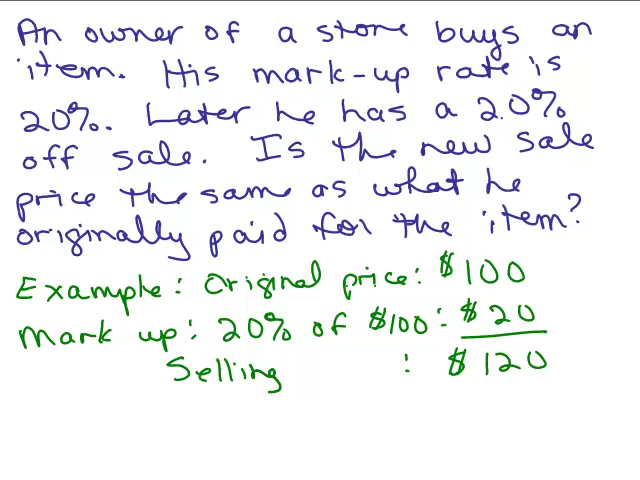 An owner of a store buys an
item. His mark-up rate is
20%. Later he has a 20%
off sale. Is the new sale
price the same as what he
originally paid for the item?
Example: Original price: $100
Mark up: 20% of $100: $20
Selling : $120